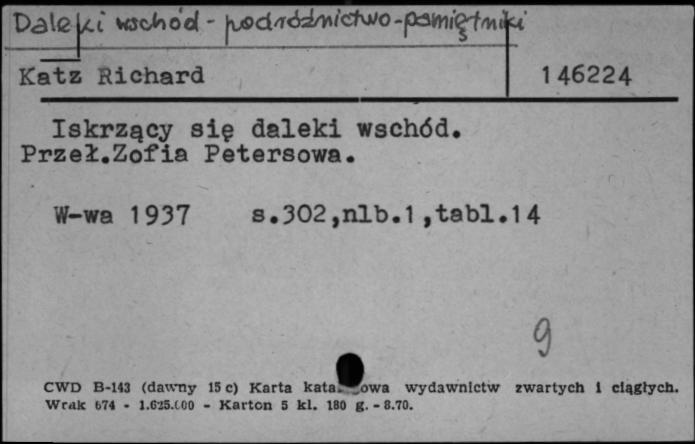 Daleki wschód - podróżnictwo - pamiętniki
Katz Richard 146224
Iskrzący się daleki wschód.
Przeł.Zofia Petersowa.
W-wa 1937 s.302,nlb.1,tabl.14
9
CWD B-143 (dawny 15 c) Karta wydawnictw zwartych i ciągłych.
Wrak 674 - 1.625.000 - Karton 5 kl. 180 g. - 8.70.